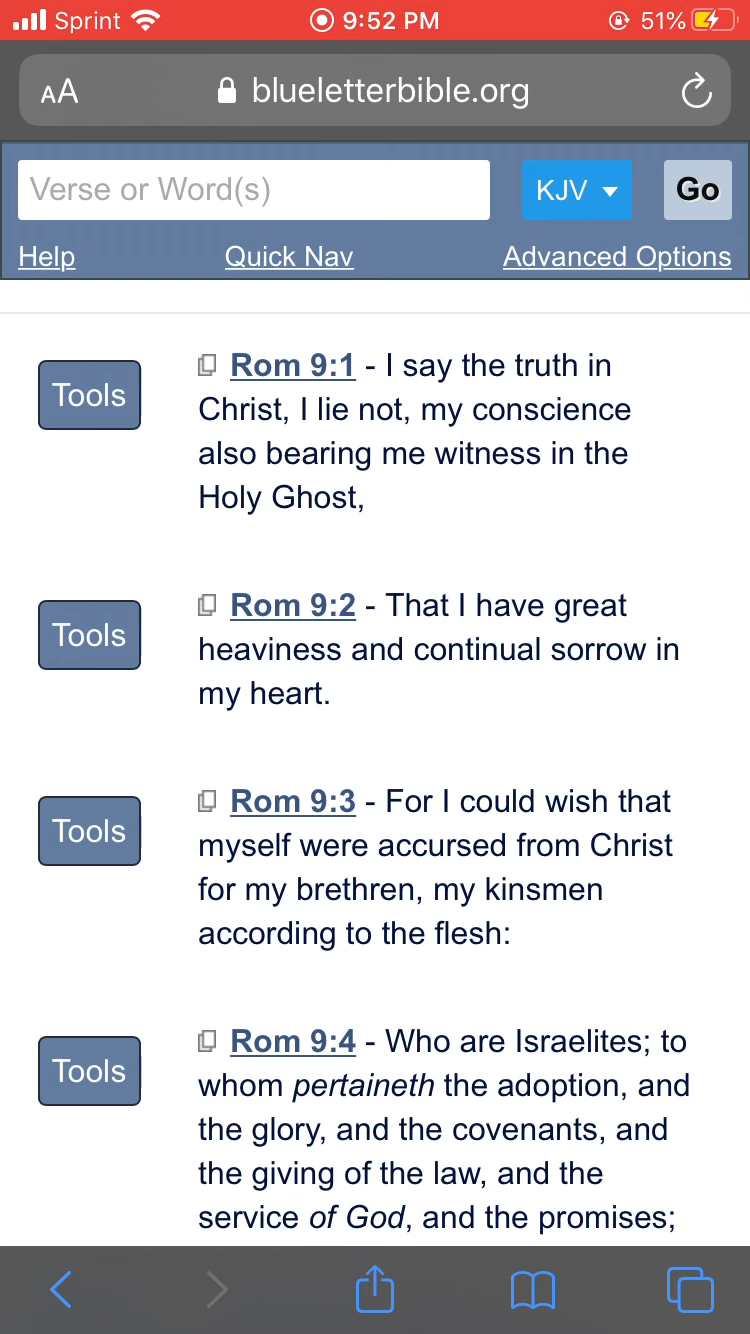 Sprint 9:52 PM 51%
AA blueletterbible.org
Verse or Word(s) KJV Go
Help Quick Nav Advanced Options
Tools Rom 9:1 - I say the truth in
Christ, I lie not, my conscience
also bearing me witness in the
Holy Ghost,
Tools Rom 9:2 - That I have great
heaviness and continual sorrow in
my heart.
Tools Rom 9:3 - For I could wish that
myself were accursed from Christ
for my brethren, my kinsmen
according to the flesh:
Tools Rom 9:4 - Who are Israelites; to
whom pertaineth the adoption, and
the glory, and the covenants, and
the giving of the law, and the
service of God, and the promises;